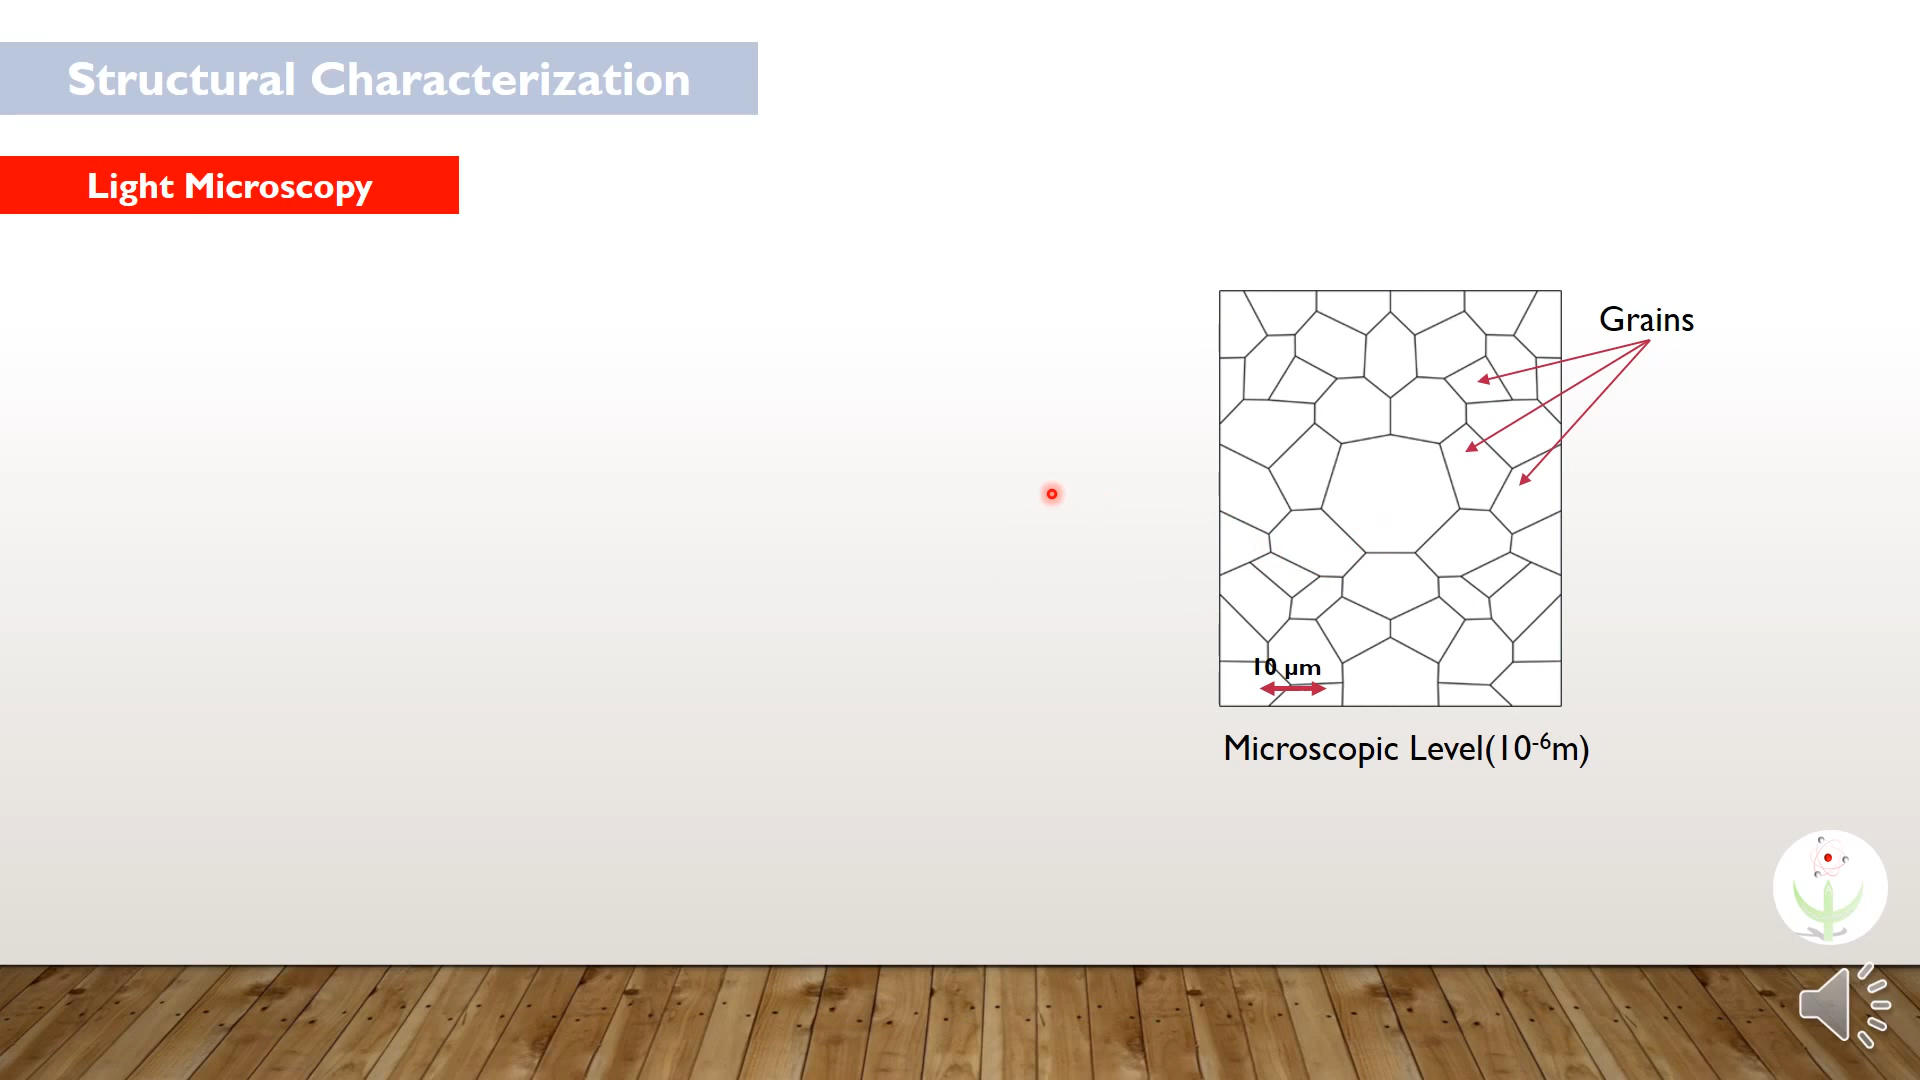 Structural Characterization
Light Microscopy
Grains
10 μm
Microscopic Level(10⁻⁶m)